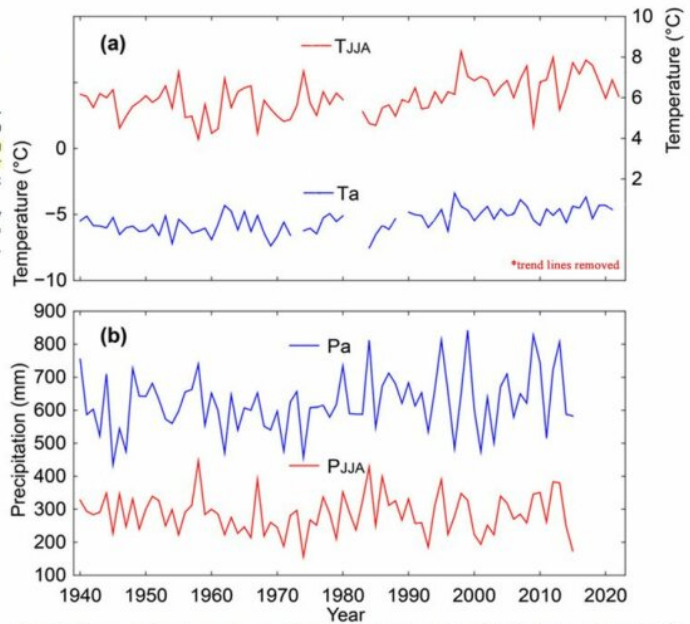 (a)
TJJA
Ta
*trend lines removed
Temperature (°C)
0
−5
−10
Temperature (°C)
10
8
6
4
2
(b)
Pa
PJJA
Precipitation (mm)
900
800
700
600
500
400
300
200
100
1940 1950 1960 1970 1980 1990 2000 2010 2020
Year